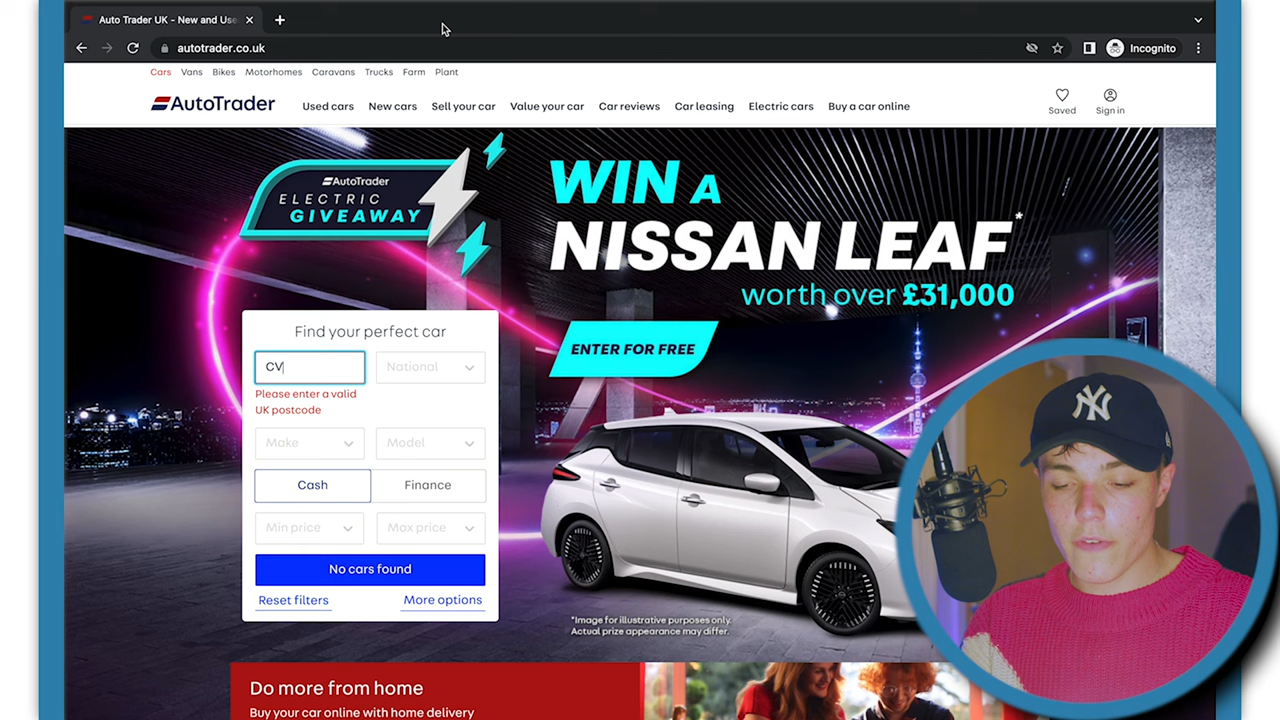 Auto Trader UK - New and Use
autotrader.co.uk
Incognito
Cars Vans Bikes Motorhomes Caravans Trucks Farm Plant
AutoTrader
Used cars New cars Sell your car Value your car Car reviews Car leasing Electric cars Buy a car online
Saved
Sign in
AutoTrader
ELECTRIC
GIVEAWAY
WIN A
NISSAN LEAF*
worth over £31,000
ENTER FOR FREE
Find your perfect car
CV
National
Please enter a valid
UK postcode
Make
Model
Cash
Finance
Min price
Max price
No cars found
Reset filters
More options
*Image for illustrative purposes only.
Actual prize appearance may differ.
Do more from home
Buy your car online with home delivery
NY